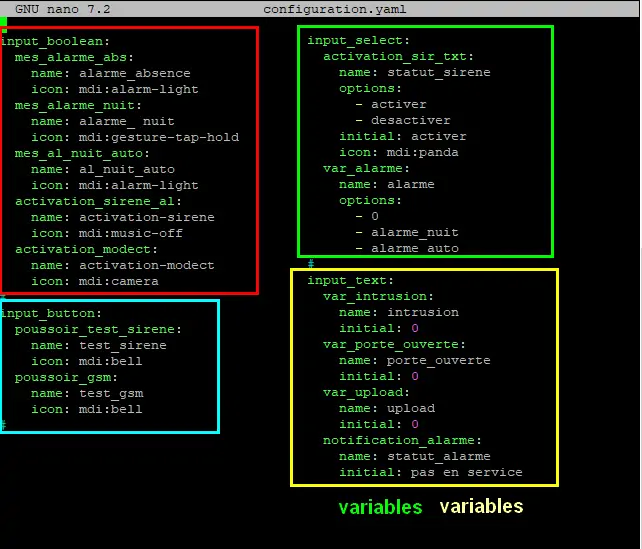 GNU nano 7.2 configuration.yaml
input_boolean:
mes_alarme_abs:
name: alarme_absence
icon: mdi:alarm-light
mes_alarme_nuit:
name: alarme_ nuit
icon: mdi:gesture-tap-hold
mes_al_nuit_auto:
name: al_nuit_auto
icon: mdi:alarm-light
activation_sirene_al:
name: activation-sirene
icon: mdi:music-off
activation_modect:
name: activation-modect
icon: mdi:camera
#
input_button:
poussoir_test_sirene:
name: test_sirene
icon: mdi:bell
poussoir_gsm:
name: test_gsm
icon: mdi:bell
#
input_select:
activation_sir_txt:
name: statut_sirene
options:
- activer
- desactiver
initial: activer
icon: mdi:panda
var_alarme:
name: alarme
options:
- 0
- alarme_nuit
- alarme_auto
#
input_text:
var_intrusion:
name: intrusion
initial: 0
var_porte_ouverte:
name: porte_ouverte
initial: 0
var_upload:
name: upload
initial: 0
notification_alarme:
name: statut_alarme
initial: pas en service
variables variables